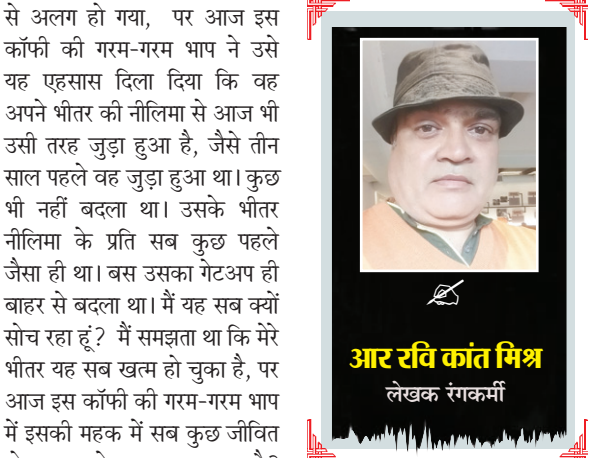 से अलग हो गया, पर आज इस
कॉफी की गरम-गरम भाप ने उसे
यह एहसास दिला दिया कि वह
अपने भीतर की नीलिमा से आज भी
उसी तरह जुड़ा हुआ है, जैसे तीन
साल पहले वह जुड़ा हुआ था। कुछ
भी नहीं बदला था। उसके भीतर
नीलिमा के प्रति सब कुछ पहले
जैसा ही था। बस उसका गेटअप ही
बाहर से बदला था। मैं यह सब क्यों
सोच रहा हूं? मैं समझता था कि मेरे
भीतर यह सब खत्म हो चुका है, पर
आज इस कॉफी की गरम-गरम भाप
में इसकी महक में सब कुछ जीवित
आर रवि कांत मिश्र
लेखक रंगकर्मी